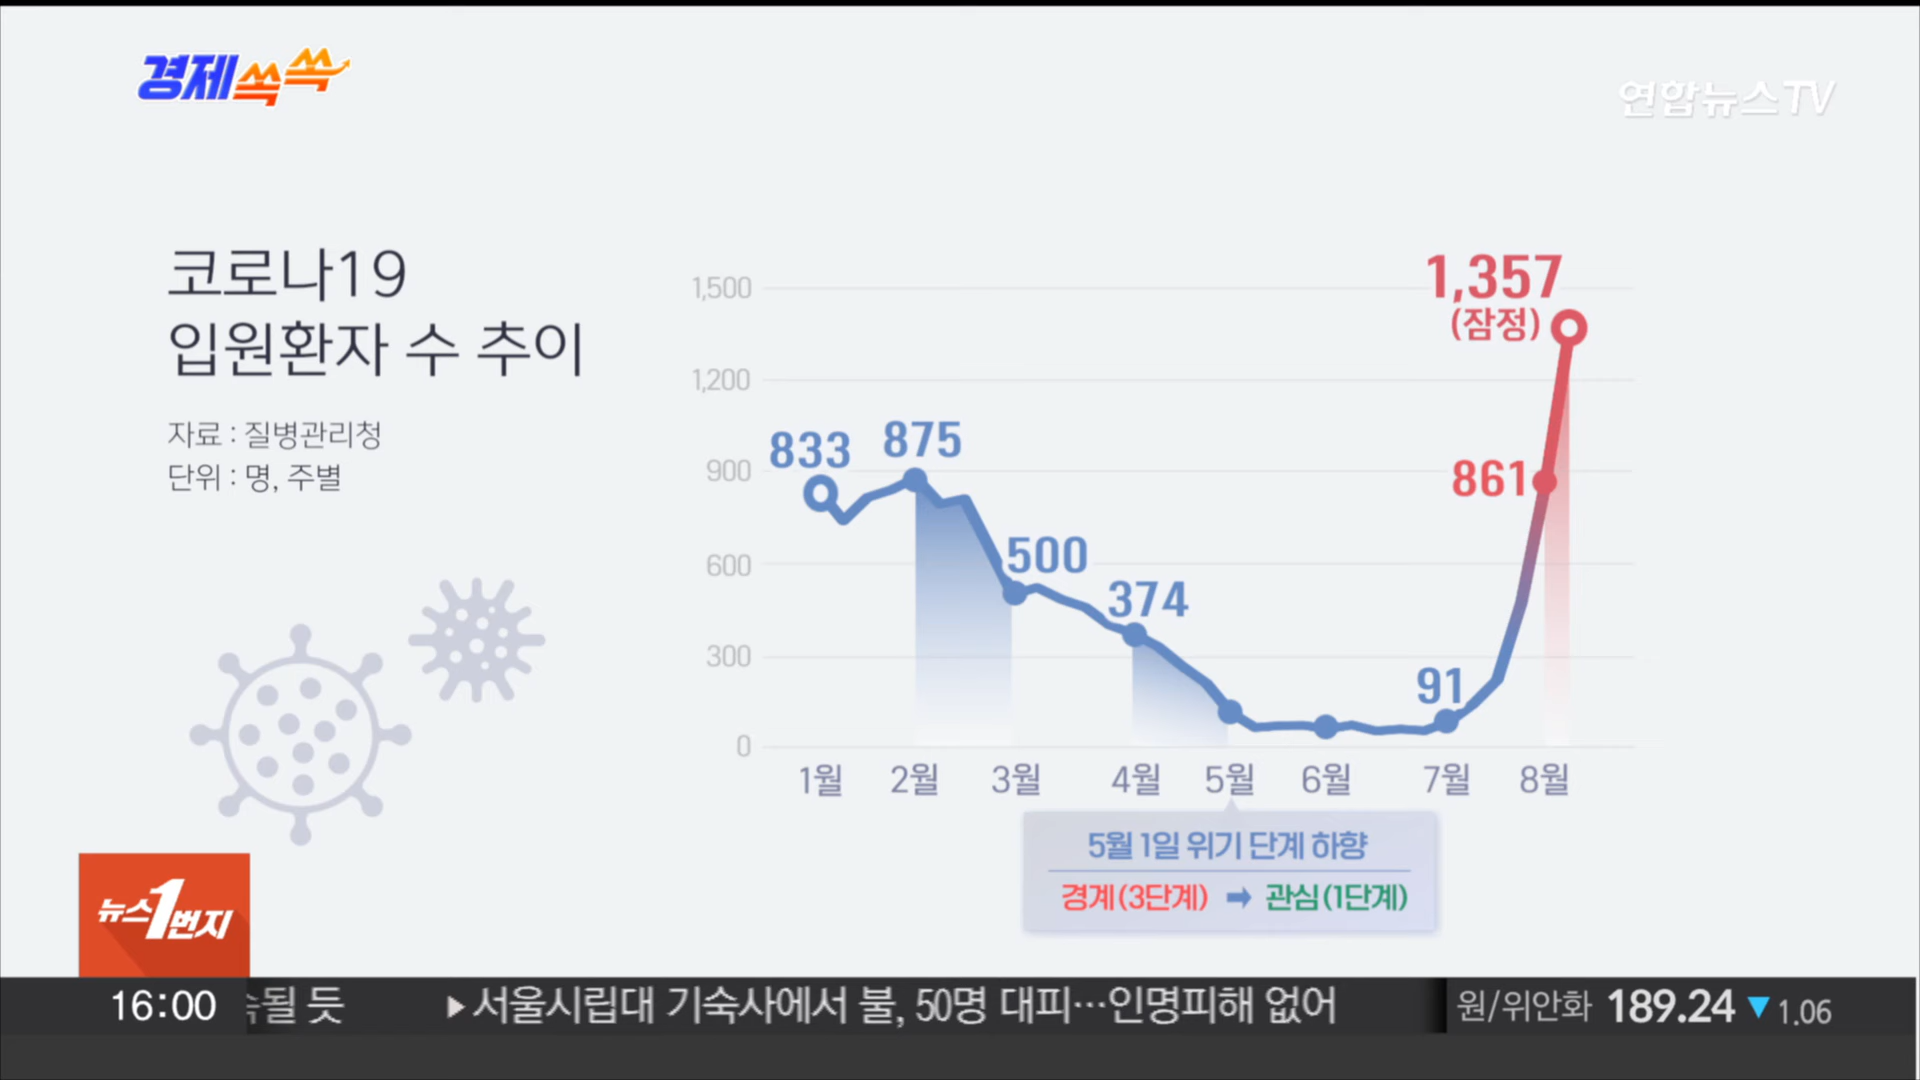 경제쏙쏙
연합뉴스TV
코로나19
입원환자 수 추이
자료 : 질병관리청
단위 : 명, 주별
1,500
1,200
900
600
300
0
833
875
500
374
91
861
1,357
(잠정)
1월 2월 3월 4월 5월 6월 7월 8월
5월 1일 위기 단계 하향
경계(3단계) ➡ 관심(1단계)
뉴스1번지
16:00 될 듯 ▶서울시립대 기숙사에서 불, 50명 대피…인명피해 없어 원/위안화 189.24 ▼1.06